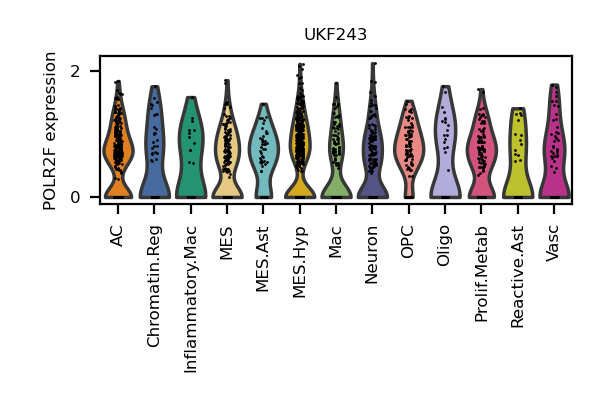 UKF243
POLR2F expression
2
0
AC
Chromatin.Reg
Inflammatory.Mac
MES
MES.Ast
MES.Hyp
Mac
Neuron
OPC
Oligo
Prolif.Metab
Reactive.Ast
Vasc